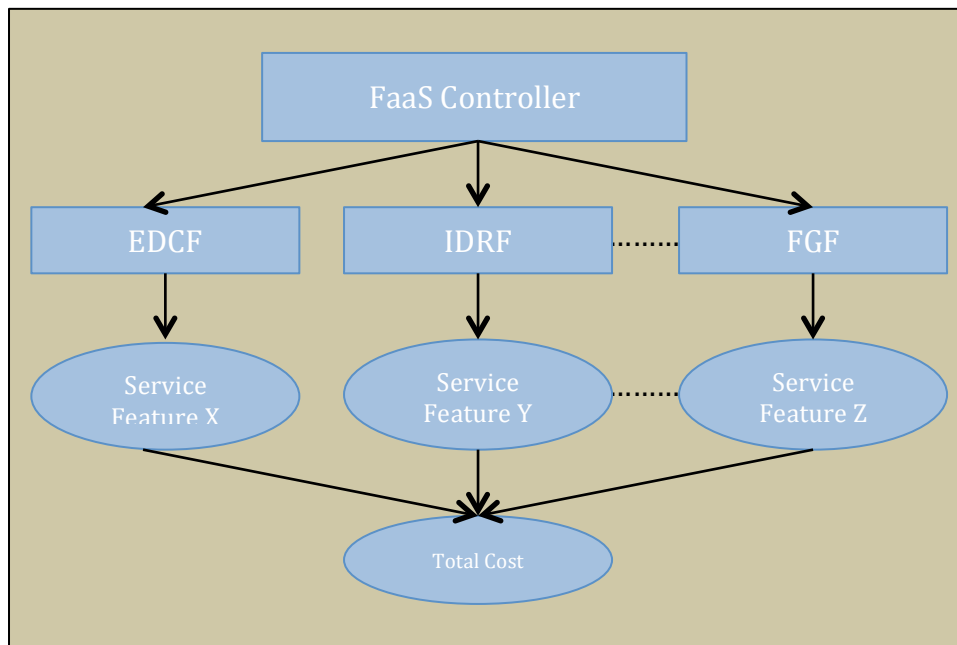 FaaS Controller
EDCF
IDRF
FGF
Service
Feature X
Service
Feature Y
Service
Feature Z
Total Cost